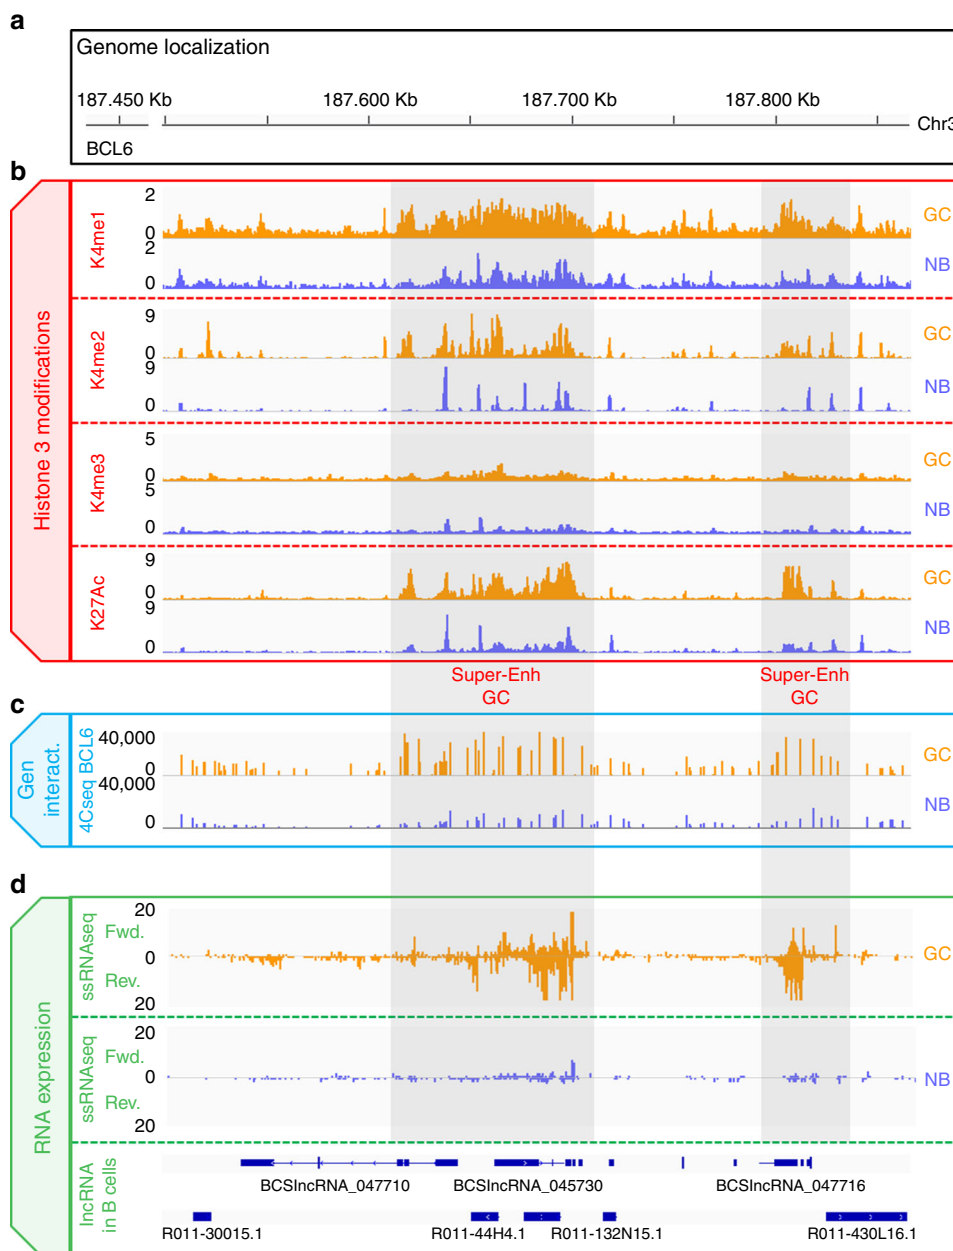 a
Genome localization
187.450 Kb 187.600 Kb 187.700 Kb 187.800 Kb
Chr3
BCL6
b
Histone 3 modifications
K4me1
2
0
GC
2
0
NB
K4me2
9
0
GC
9
0
NB
K4me3
5
0
GC
5
0
NB
K27Ac
9
0
GC
9
0
NB
Super-Enh
GC
Super-Enh
GC
c
Gen
interact.
4Cseq BCL6
40,000
0
GC
40,000
0
NB
d
RNA expression
ssRNAseq
20
Fwd.
0
Rev.
20
GC
ssRNAseq
20
Fwd.
0
Rev.
20
NB
lncRNA
in B cells
BCSlncRNA_047710 BCSlncRNA_045730 BCSlncRNA_047716
R011-30015.1 R011-44H4.1 R011-132N15.1 R011-430L16.1